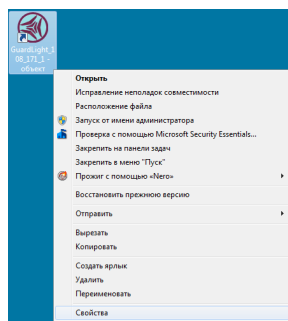 GuardLight_1
08_171_1 -
объект
Открыть
Исправление неполадок совместимости
Расположение файла
Запуск от имени администратора
Проверка с помощью Microsoft Security Essentials...
Закрепить на панели задач
Закрепить в меню "Пуск"
Прожиг с помощью «Nero»
Восстановить прежнюю версию
Отправить
Вырезать
Копировать
Создать ярлык
Удалить
Переименовать
Свойства